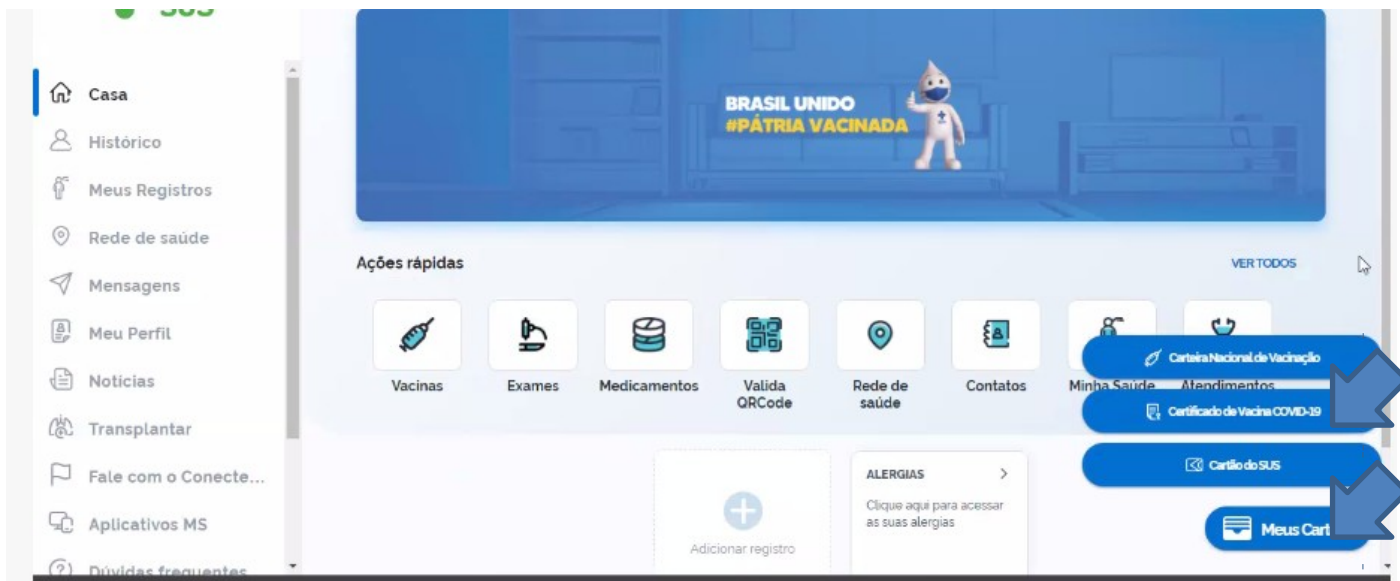 SUS
Casa
Histórico
Meus Registros
Rede de saúde
Mensagens
Meu Perfil
Notícias
Transplantar
Fale com o Conecte...
Aplicativos MS
Dúvidas frequentes
BRASIL UNIDO
#PÁTRIA VACINADA
Ações rápidas
VER TODOS
Vacinas
Exames
Medicamentos
Valida
QRCode
Rede de
saúde
Contatos
Minha Saúde
Atendimentos
Carteira Nacional de Vacinação
Certificado de Vacina COVID-19
Cartão do SUS
Meus Cart
Adicionar registro
ALERGIAS
Clique aqui para acessar
as suas alergias